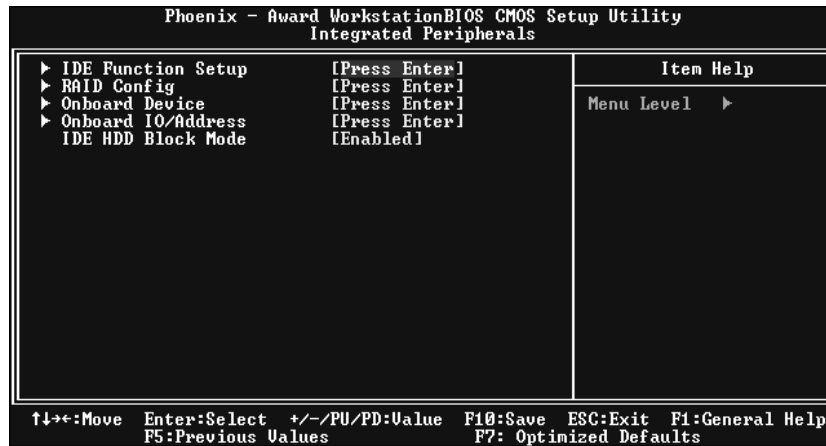 Phoenix - Award WorkstationBIOS CMOS Setup Utility
Integrated Peripherals
▶ IDE Function Setup [Press Enter]
▶ RAID Config [Press Enter]
▶ Onboard Device [Press Enter]
▶ Onboard IO/Address [Press Enter]
IDE HDD Block Mode [Enabled]
Item Help
Menu Level ▶
↑↓→←:Move Enter:Select +/-/PU/PD:Value F10:Save ESC:Exit F1:General Help
F5:Previous Values F7: Optimized Defaults